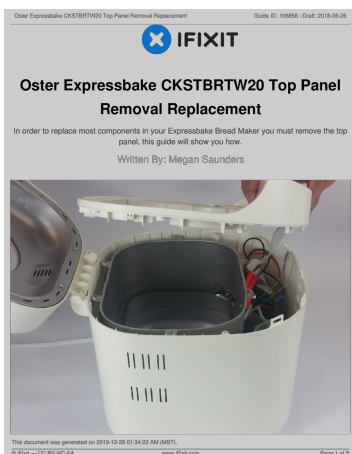 Oster Expressbake CKSTBRTW20 Top Panel Removal Replacement Guide ID: 106856 - Draft: 2018-06-26
IFIXIT
Oster Expressbake CKSTBRTW20 Top Panel
Removal Replacement
In order to replace most components in your Expressbake Bread Maker you must remove the top
panel, this guide will show you how.
Written By: Megan Saunders
This document was generated on 2019-12-28 01:34:22 AM (MST).
© iFixit — CC BY-NC-SA www.iFixit.com Page 1 of 5